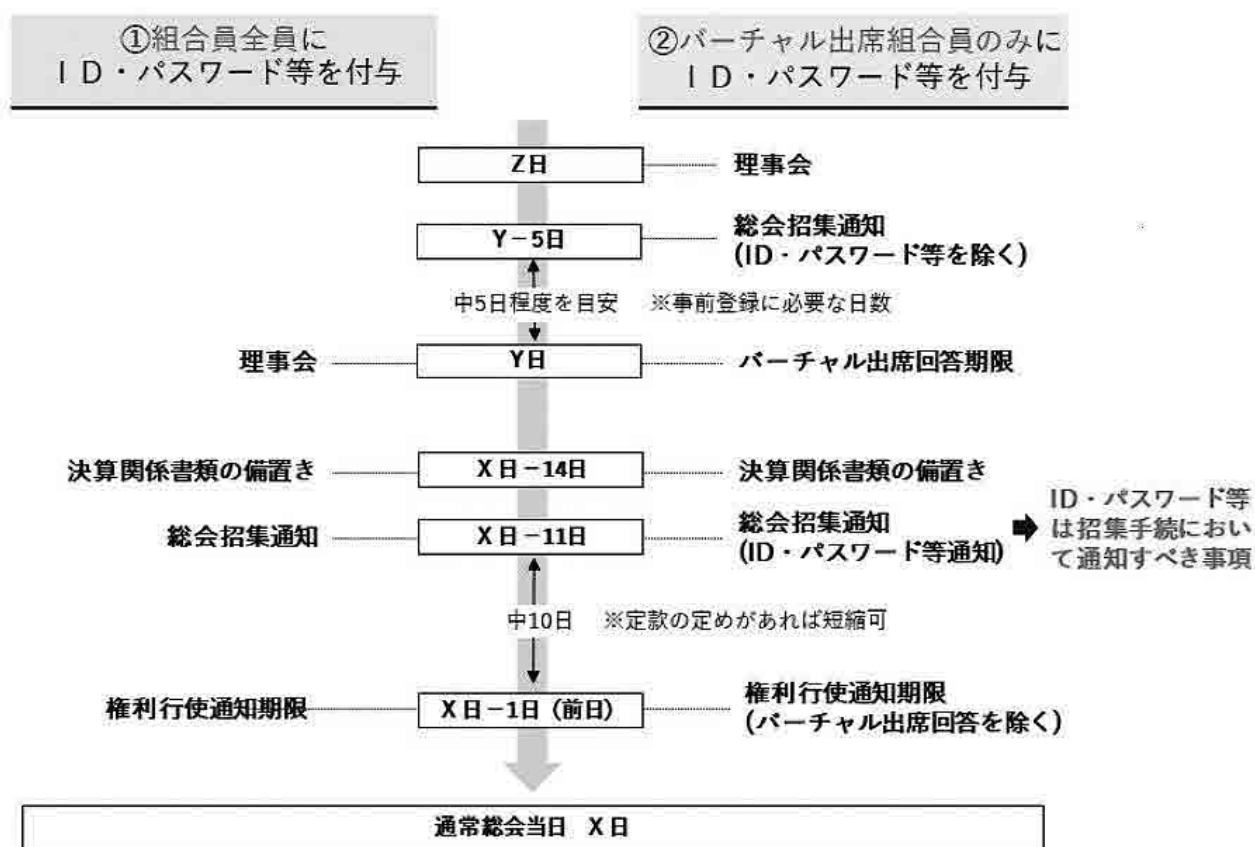 ①組合員全員に
ID・パスワード等を付与
②バーチャル出席組合員のみに
ID・パスワード等を付与
Z日
理事会
Y－5日
総会招集通知
(ID・パスワード等を除く)
中5日程度を目安　※事前登録に必要な日数
理事会
Y日
バーチャル出席回答期限
決算関係書類の備置き
X日－14日
決算関係書類の備置き
総会招集通知
X日－11日
総会招集通知
(ID・パスワード等通知)
ID・パスワード等
は招集手続におい
て通知すべき事項
中10日　※定款の定めがあれば短縮可
権利行使通知期限
X日－1日（前日）
権利行使通知期限
(バーチャル出席回答を除く)
通常総会当日　X日